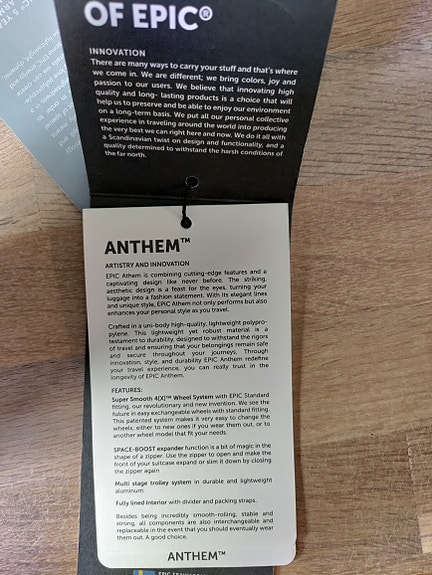 OF EPIC®
INNOVATION
There are many ways to carry your stuff and that's where
we come in. We are different; we bring colors, joy and
passion to our users. We believe that innovating high
quality and long- lasting products is a choice that will
help us to preserve and be able to enjoy our environment
on a long-term basis. We put all our personal collective
experience in traveling around the world into producing
the very best we can right here and now. We do it all with
a Scandinavian twist on design and functionality, and a
quality determined to withstand the harsh conditions of
the far north.
ANTHEM™
ARTISTRY AND INNOVATION
EPIC Athem is combining cutting-edge features and a
captivating design like never before. The striking,
aesthetic design is a feast for the eyes, turning your
luggage into a fashion statement. With its elegant lines
and unique style, EPIC Athem not only performs but also
enhances your personal style as you travel.
Crafted in a uni-body high-quality, lightweight polypro-
pylene. This lightweight yet robust material is a
testament to durability, designed to withstand the rigors
of travel and ensuring that your belongings remain safe
and secure throughout your journeys. Through
innovation, style, and durability EPIC Anthem redefine
your travel experience, you can really trust in the
longevity of EPIC Anthem.
FEATURES:
Super Smooth 4[X]™ Wheel System with EPIC Standard
fitting, our revolutionary and new invention. We see the
future in easy exchangeable wheels with standard fitting.
This patented system makes it very easy to change the
wheels, either to new ones if you wear them out, or to
another wheel model that fit your needs.
SPACE-BOOST expander function is a bit of magic in the
shape of a zipper. Use the zipper to open and make the
front of your suitcase expand or slim it down by closing
the zipper again
Multi stage trolley system in durable and lightweight
aluminum.
Fully lined interior with divider and packing straps.
Besides being incredibly smooth-rolling, stable and
strong, all components are also interchangeable and
replaceable in the event that you should eventually wear
them out. A good choice.
ANTHEM™